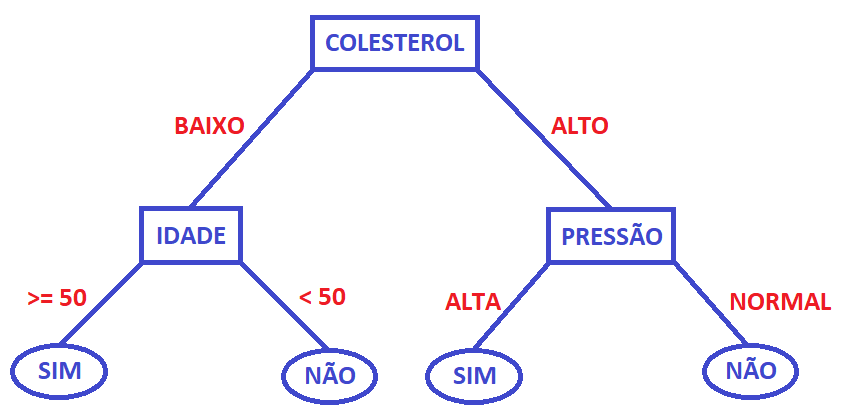 COLESTEROL
BAIXO
ALTO
IDADE
PRESSÃO
>= 50
< 50
ALTA
NORMAL
SIM
NÃO
SIM
NÃO